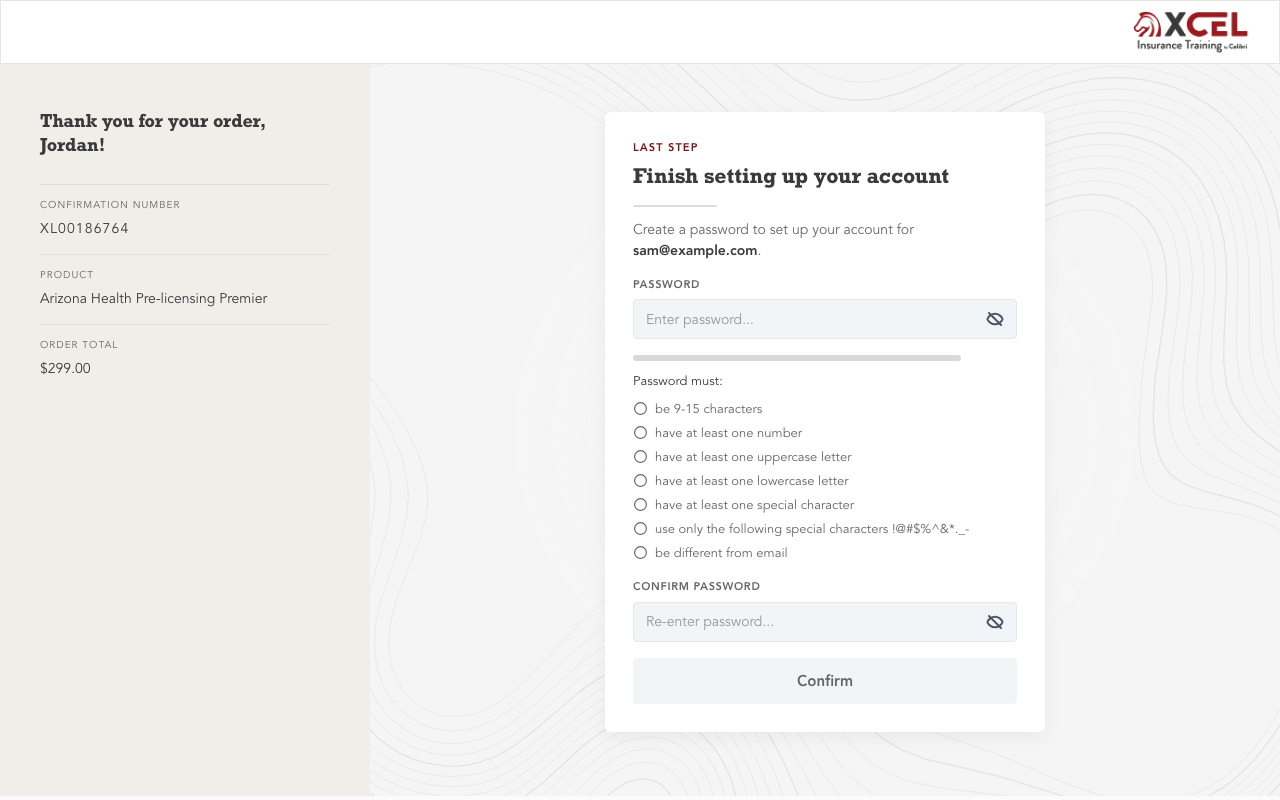 XCEL
Insurance Training by Colibri
Thank you for your order,
Jordan!
CONFIRMATION NUMBER
XL00186764
PRODUCT
Arizona Health Pre-licensing Premier
ORDER TOTAL
$299.00
LAST STEP
Finish setting up your account
Create a password to set up your account for
sam@example.com.
PASSWORD
Enter password...
Password must:
be 9-15 characters
have at least one number
have at least one uppercase letter
have at least one lowercase letter
have at least one special character
use only the following special characters !@#$%^&*._-
be different from email
CONFIRM PASSWORD
Re-enter password...
Confirm